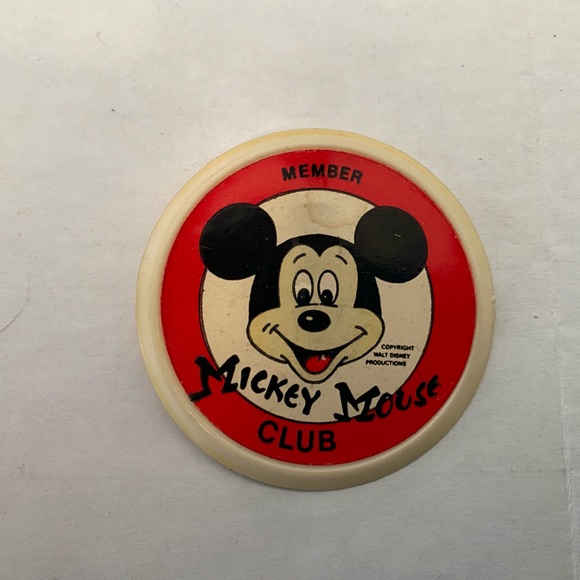 MEMBER
COPYRIGHT
WALT DISNEY
PRODUCTIONS
MICKEY MOUSE
CLUB